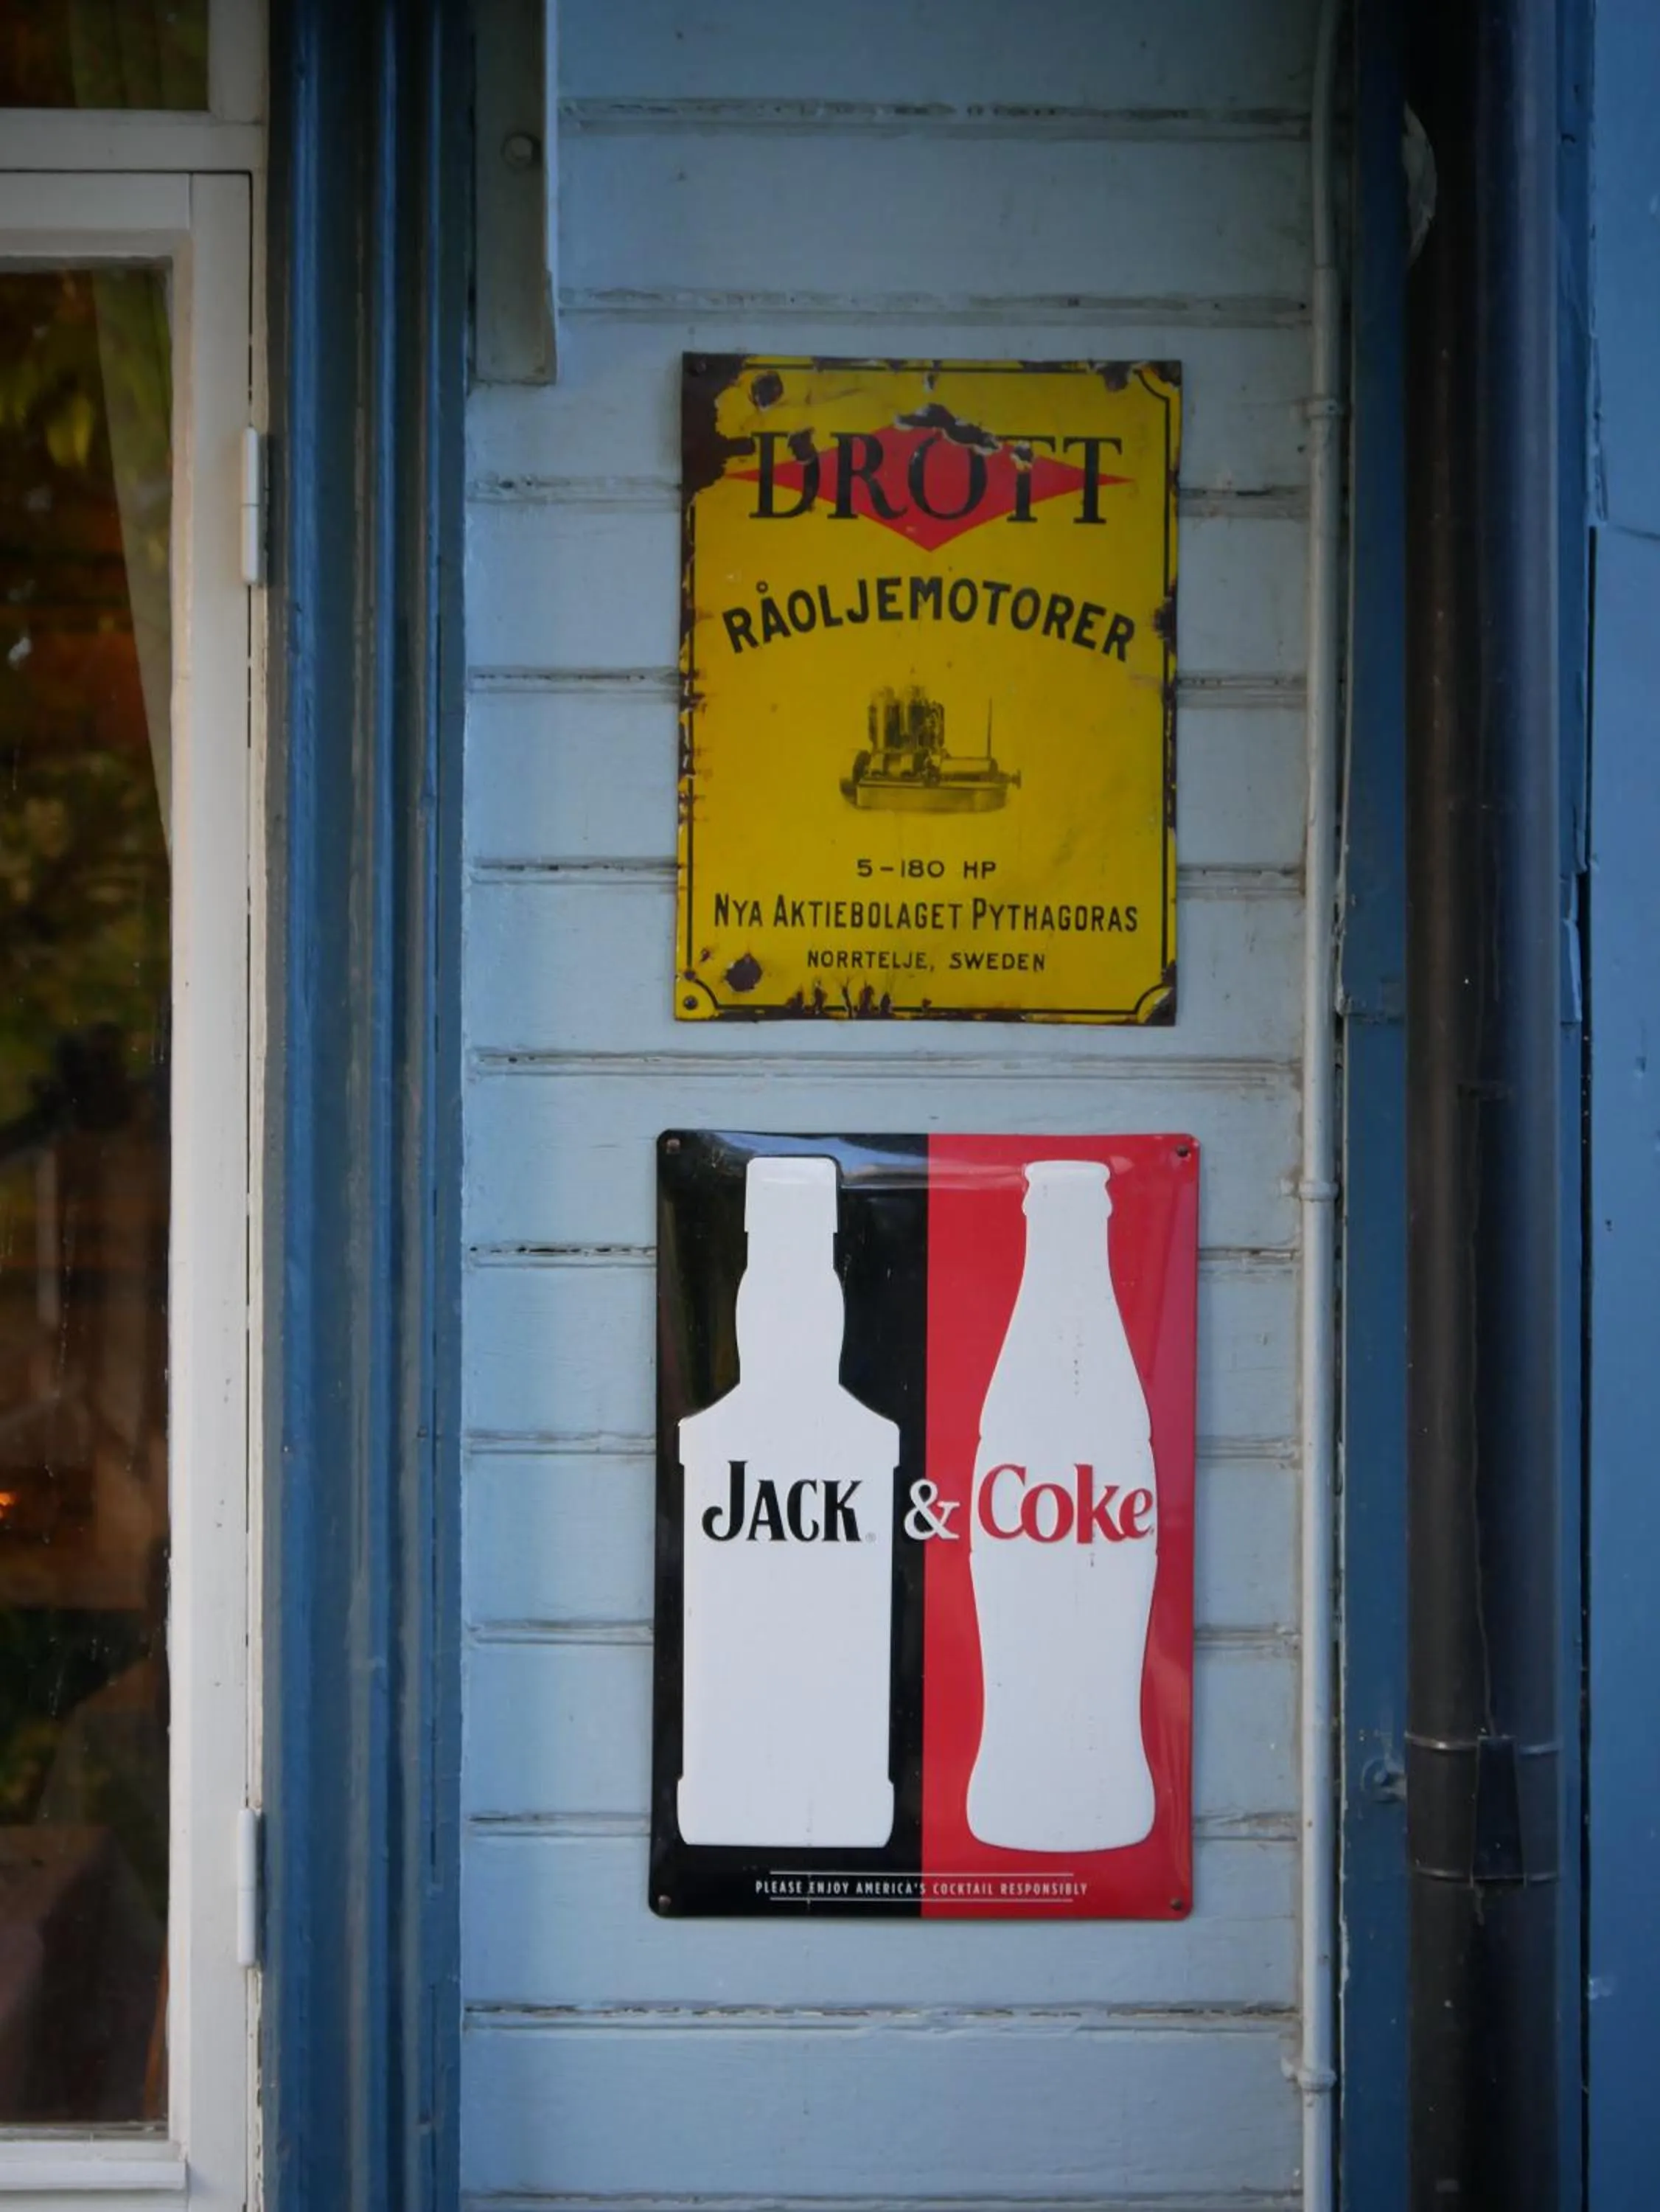 DROTT
RÅOLJEMOTORER
5-180 HP
NYA AKTIEBOLAGET PYTHAGORAS
NORRTELJE, SWEDEN
JACK & Coke
PLEASE ENJOY AMERICA'S COCKTAIL RESPONSIBLY